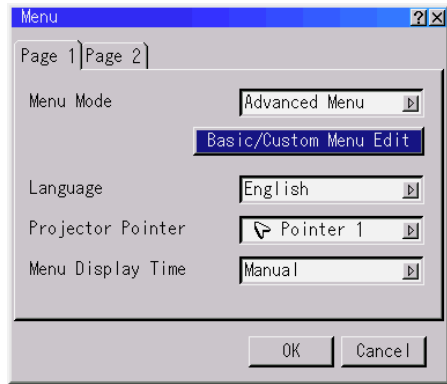 Menu
Page 1 Page 2
Menu Mode Advanced Menu
Basic/Custom Menu Edit
Language English
Projector Pointer Pointer 1
Menu Display Time Manual
OK Cancel